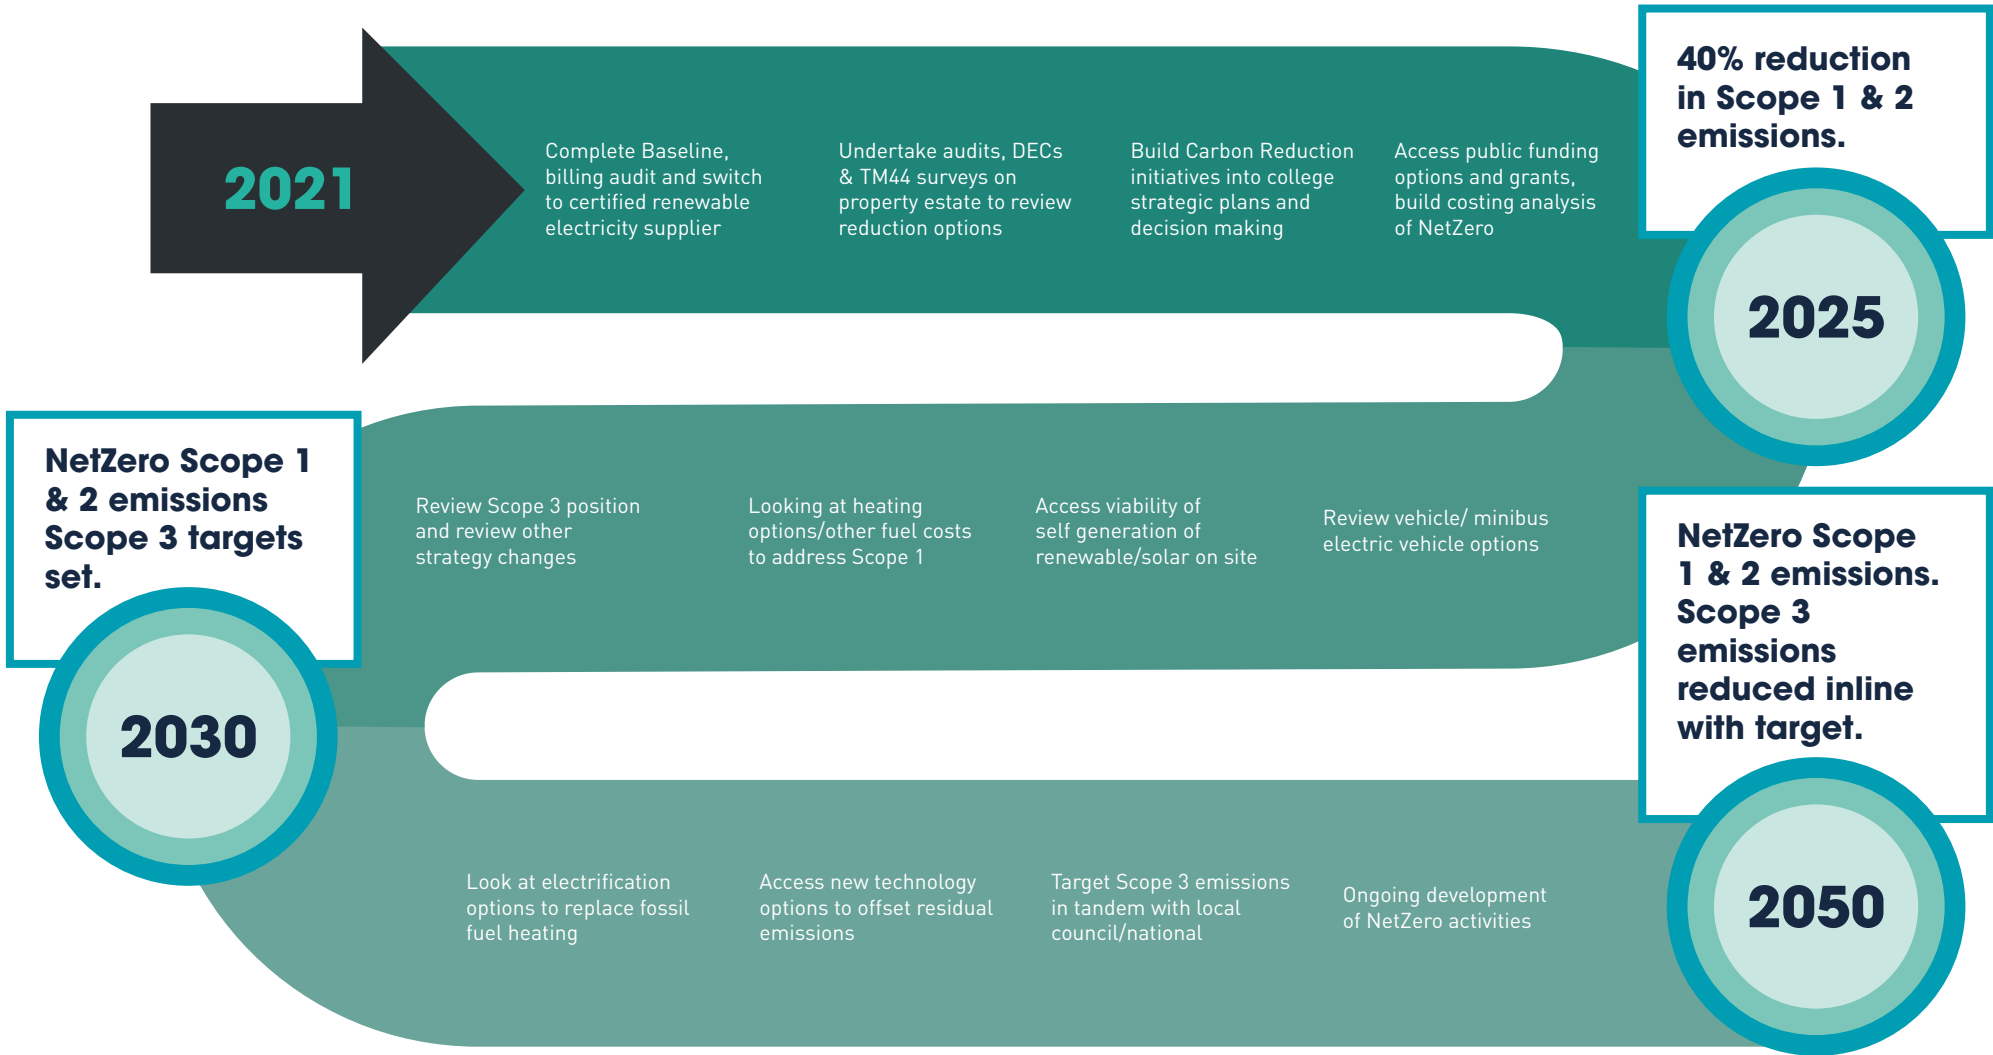 2021
Complete Baseline,
billing audit and switch
to certified renewable
electricity supplier
Undertake audits, DECs
& TM44 surveys on
property estate to review
reduction options
Build Carbon Reduction
initiatives into college
strategic plans and
decision making
Access public funding
options and grants,
build costing analysis
of NetZero
40% reduction
in Scope 1 & 2
emissions.
2025
Review vehicle/ minibus
electric vehicle options
Access viability of
self generation of
renewable/solar on site
Looking at heating
options/other fuel costs
to address Scope 1
Review Scope 3 position
and review other
strategy changes
NetZero Scope 1
& 2 emissions
Scope 3 targets
set.
2030
Look at electrification
options to replace fossil
fuel heating
Access new technology
options to offset residual
emissions
Target Scope 3 emissions
in tandem with local
council/national
Ongoing development
of NetZero activities
NetZero Scope
1 & 2 emissions.
Scope 3
emissions
reduced inline
with target.
2050